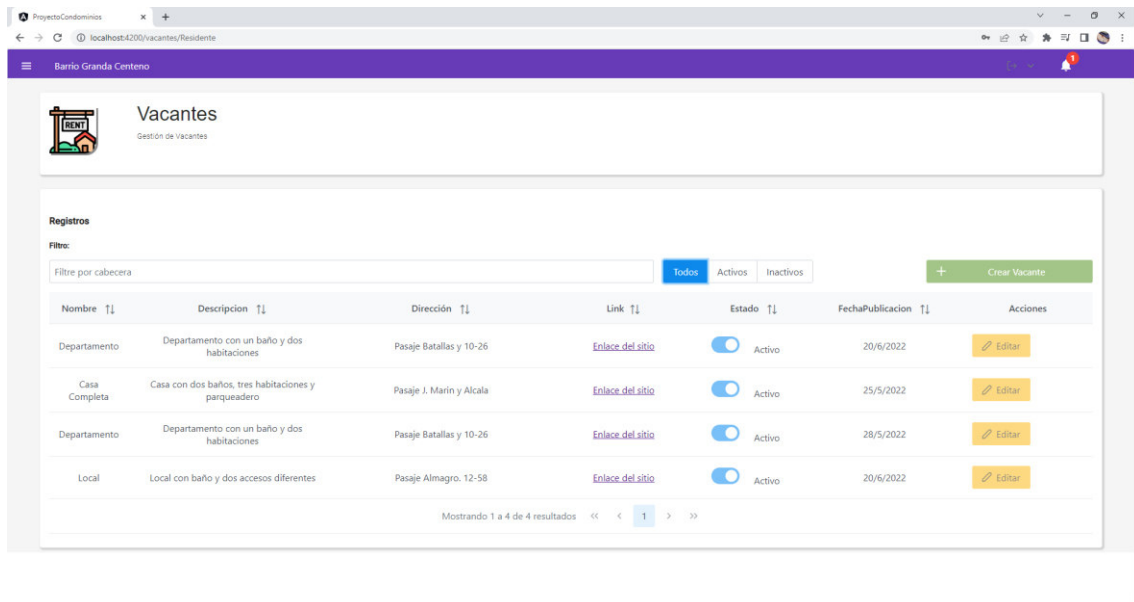 ProyectoCondominios
localhost:4200/vacantes/Residente
Barrio Granda Centeno
1
RENT
Vacantes
Gestión de Vacantes
Registros
Filtro:
Filtre por cabecera
Todos Activos Inactivos
+ Crear Vacante
Nombre Descripcion Dirección Link Estado FechaPublicacion Acciones
Departamento Departamento con un baño y dos habitaciones Pasaje Batallas y 10-26 Enlace del sitio Activo 20/6/2022 Editar
Casa Completa Casa con dos baños, tres habitaciones y parqueadero Pasaje J. Marin y Alcala Enlace del sitio Activo 25/5/2022 Editar
Departamento Departamento con un baño y dos habitaciones Pasaje Batallas y 10-26 Enlace del sitio Activo 28/5/2022 Editar
Local Local con baño y dos accesos diferentes Pasaje Almagro. 12-58 Enlace del sitio Activo 20/6/2022 Editar
Mostrando 1 a 4 de 4 resultados << < 1 > >>